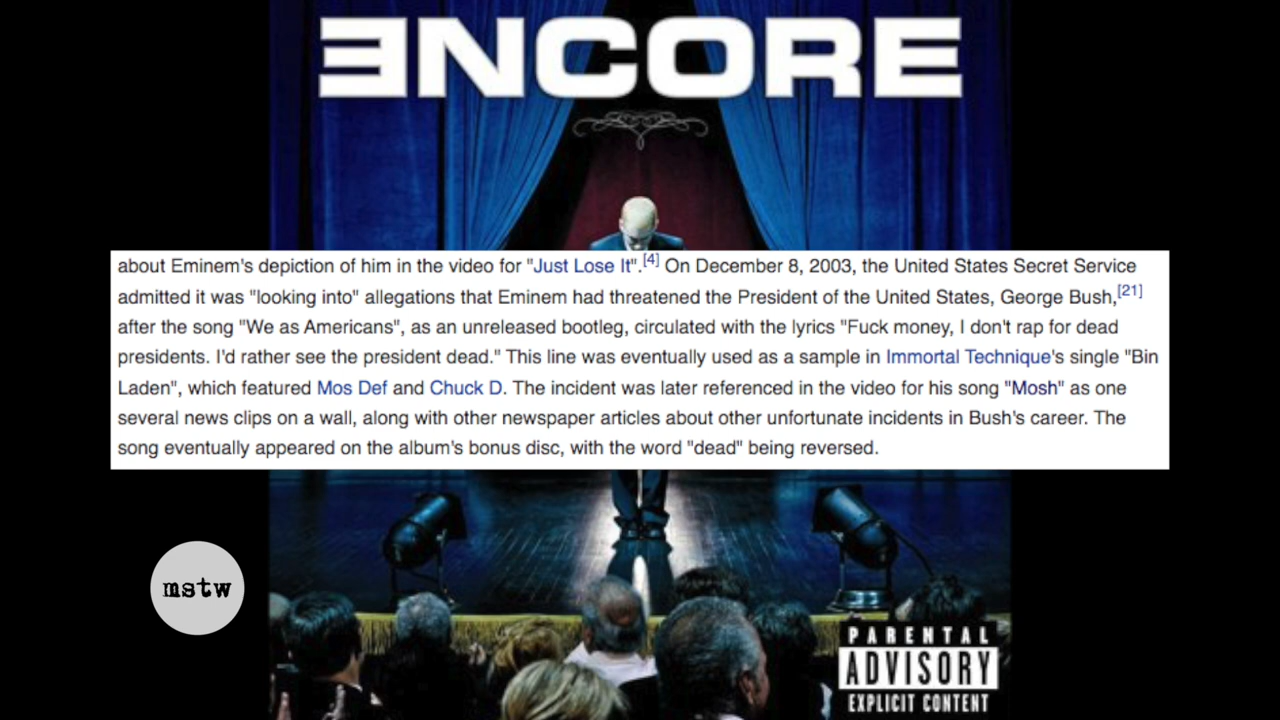 ƎNCORE
about Eminem's depiction of him in the video for "Just Lose It".[4] On December 8, 2003, the United States Secret Service
admitted it was "looking into" allegations that Eminem had threatened the President of the United States, George Bush,[21]
after the song "We as Americans", as an unreleased bootleg, circulated with the lyrics "Fuck money, I don't rap for dead
presidents. I'd rather see the president dead." This line was eventually used as a sample in Immortal Technique's single "Bin
Laden", which featured Mos Def and Chuck D. The incident was later referenced in the video for his song "Mosh" as one
several news clips on a wall, along with other newspaper articles about other unfortunate incidents in Bush's career. The
song eventually appeared on the album's bonus disc, with the word "dead" being reversed.
mstw
PARENTAL
ADVISORY
EXPLICIT CONTENT